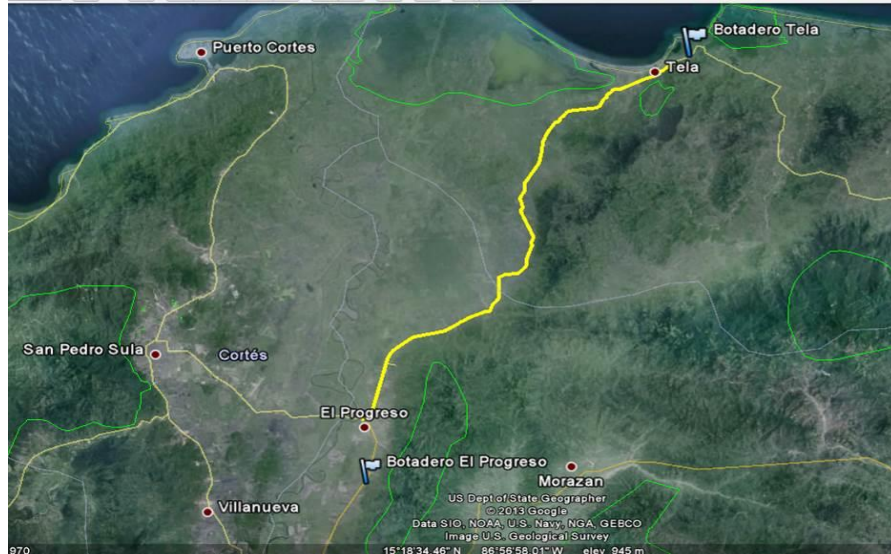 Puerto Cortes
Botadero Tela
Tela
San Pedro Sula
Cortés
El Progreso
Botadero El Progreso
Morazan
Villanueva
US Dept of State Geographer
© 2013 Google
Data SIO, NOAA, U.S. Navy, NGA, GEBCO
Image U.S. Geological Survey
970 15°18'34.46" N 86°56'58.01" W elev 945 m